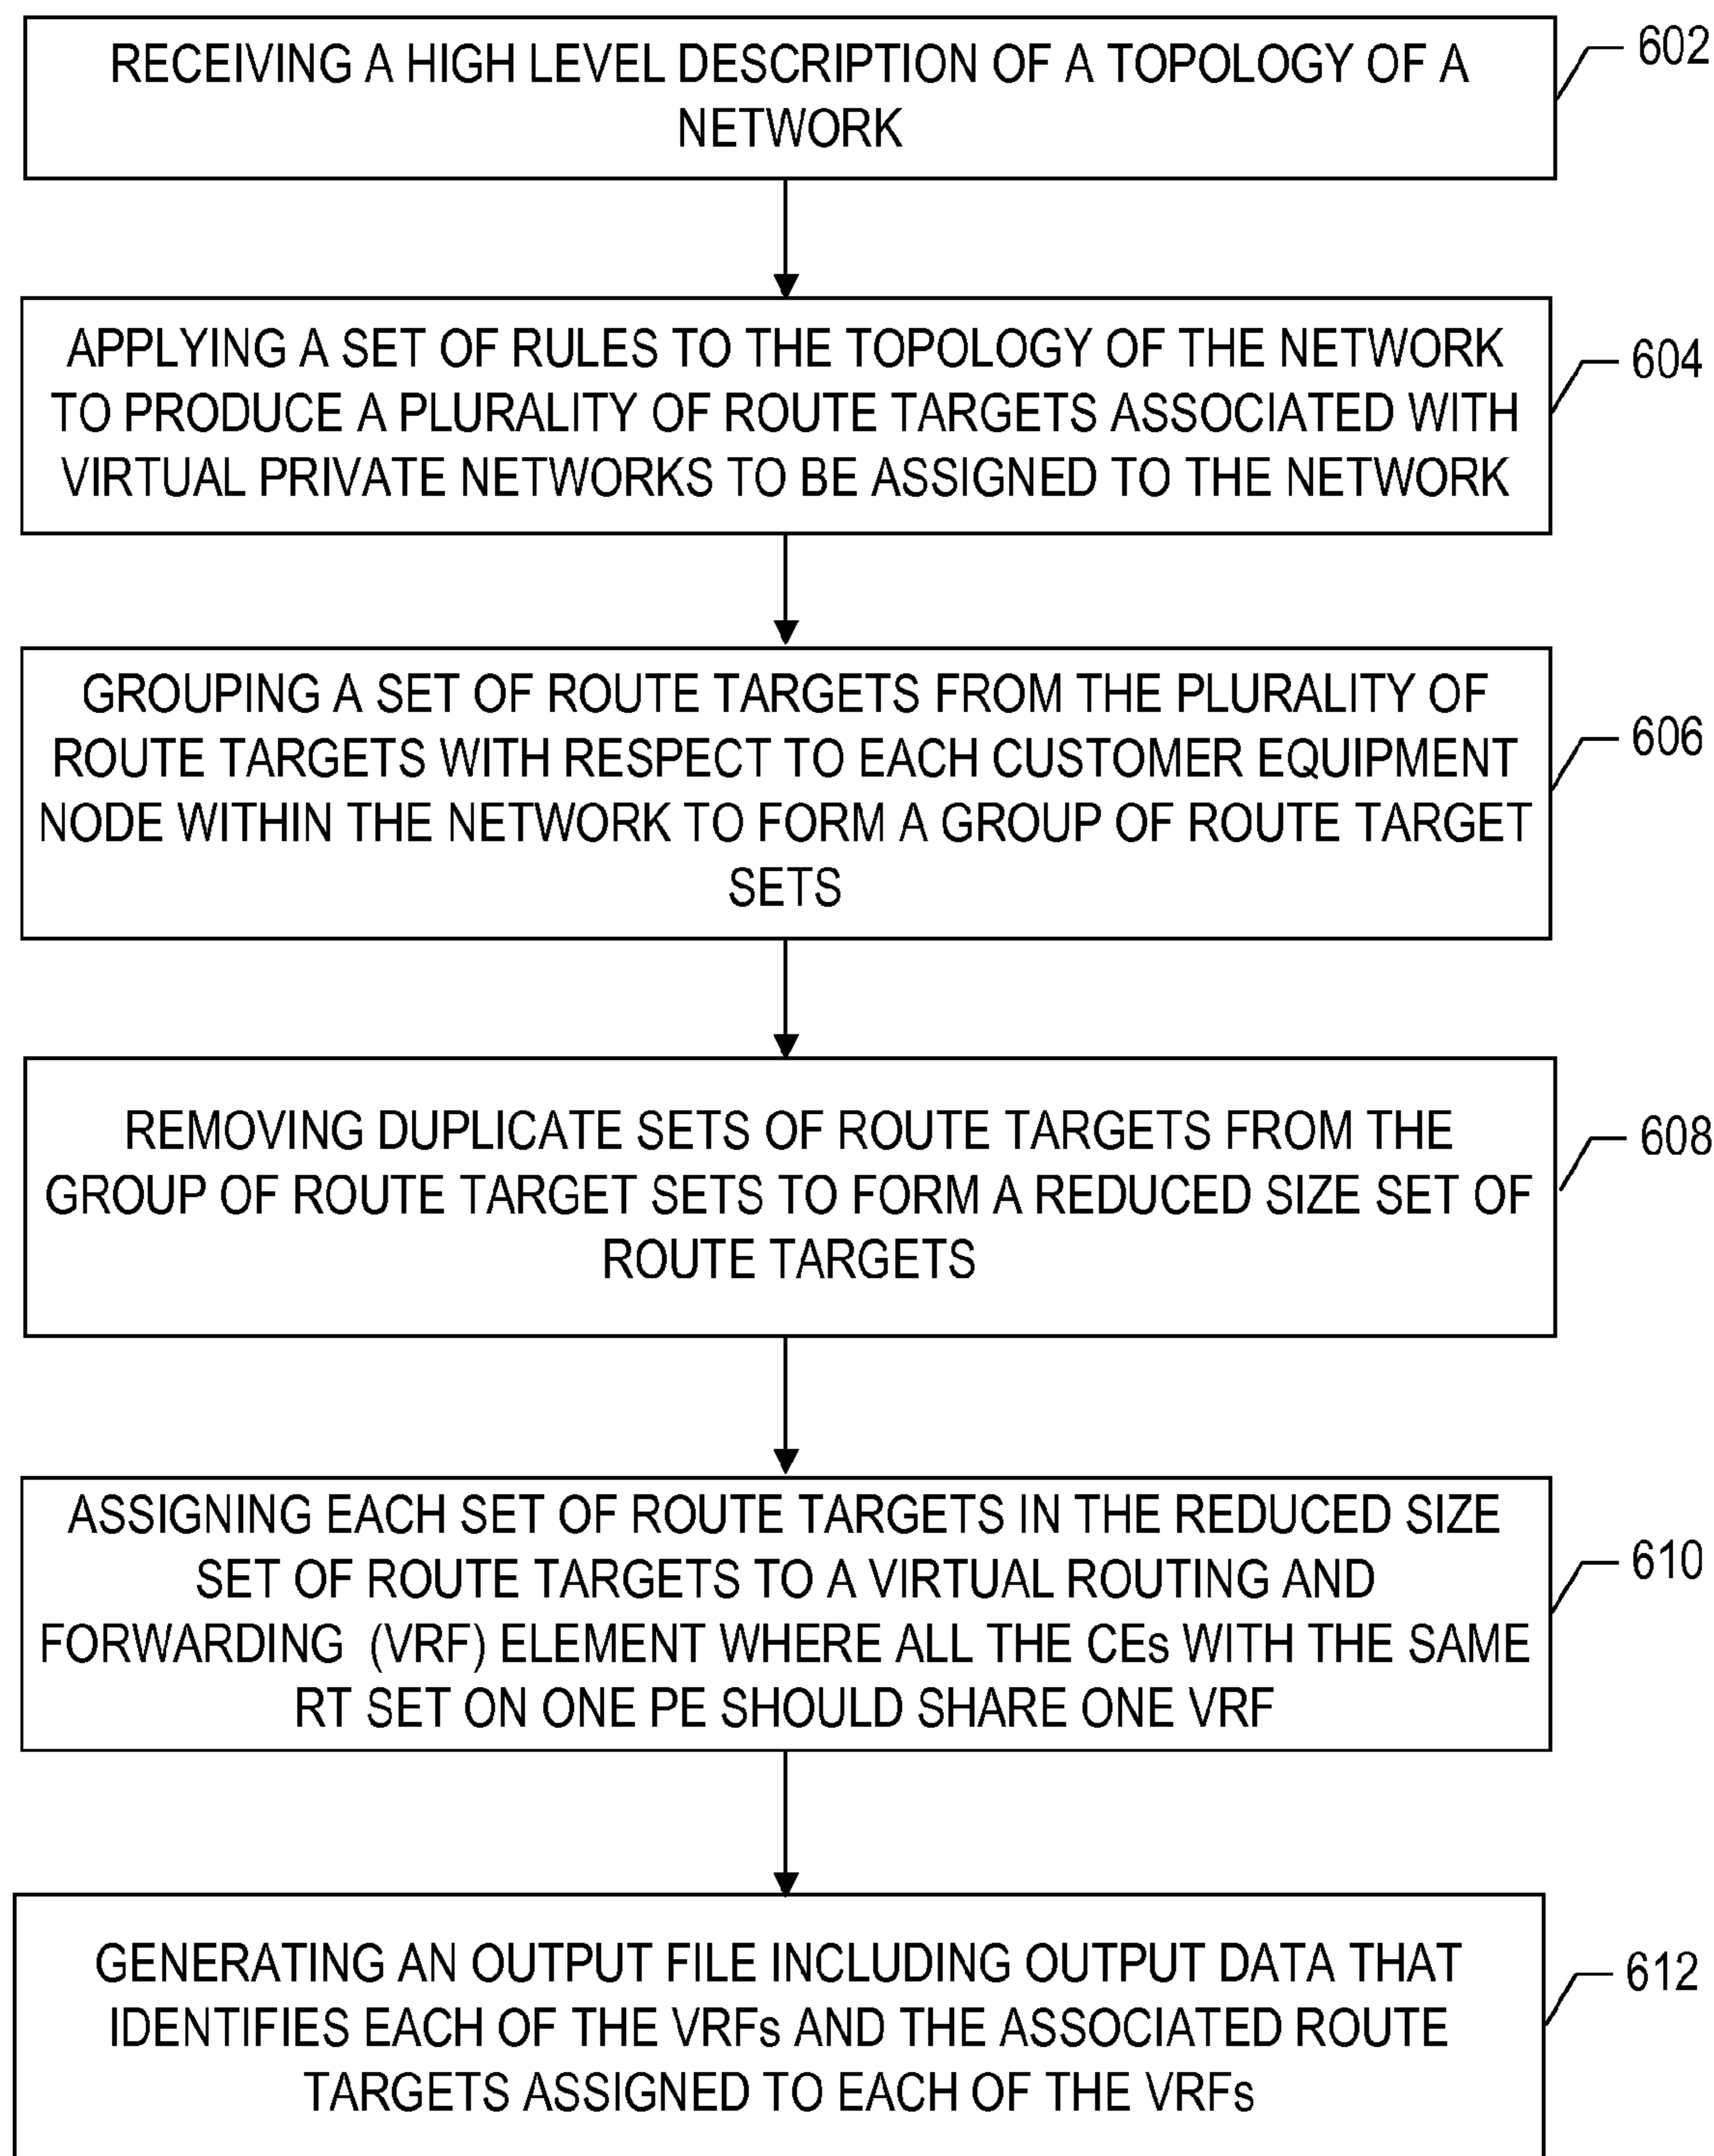 RECEIVING A HIGH LEVEL DESCRIPTION OF A TOPOLOGY OF A
NETWORK
602
APPLYING A SET OF RULES TO THE TOPOLOGY OF THE NETWORK
TO PRODUCE A PLURALITY OF ROUTE TARGETS ASSOCIATED WITH
VIRTUAL PRIVATE NETWORKS TO BE ASSIGNED TO THE NETWORK
604
GROUPING A SET OF ROUTE TARGETS FROM THE PLURALITY OF
ROUTE TARGETS WITH RESPECT TO EACH CUSTOMER EQUIPMENT
NODE WITHIN THE NETWORK TO FORM A GROUP OF ROUTE TARGET
SETS
606
REMOVING DUPLICATE SETS OF ROUTE TARGETS FROM THE
GROUP OF ROUTE TARGET SETS TO FORM A REDUCED SIZE SET OF
ROUTE TARGETS
608
ASSIGNING EACH SET OF ROUTE TARGETS IN THE REDUCED SIZE
SET OF ROUTE TARGETS TO A VIRTUAL ROUTING AND
FORWARDING (VRF) ELEMENT WHERE ALL THE CEs WITH THE SAME
RT SET ON ONE PE SHOULD SHARE ONE VRF
610
GENERATING AN OUTPUT FILE INCLUDING OUTPUT DATA THAT
IDENTIFIES EACH OF THE VRFs AND THE ASSOCIATED ROUTE
TARGETS ASSIGNED TO EACH OF THE VRFs
612